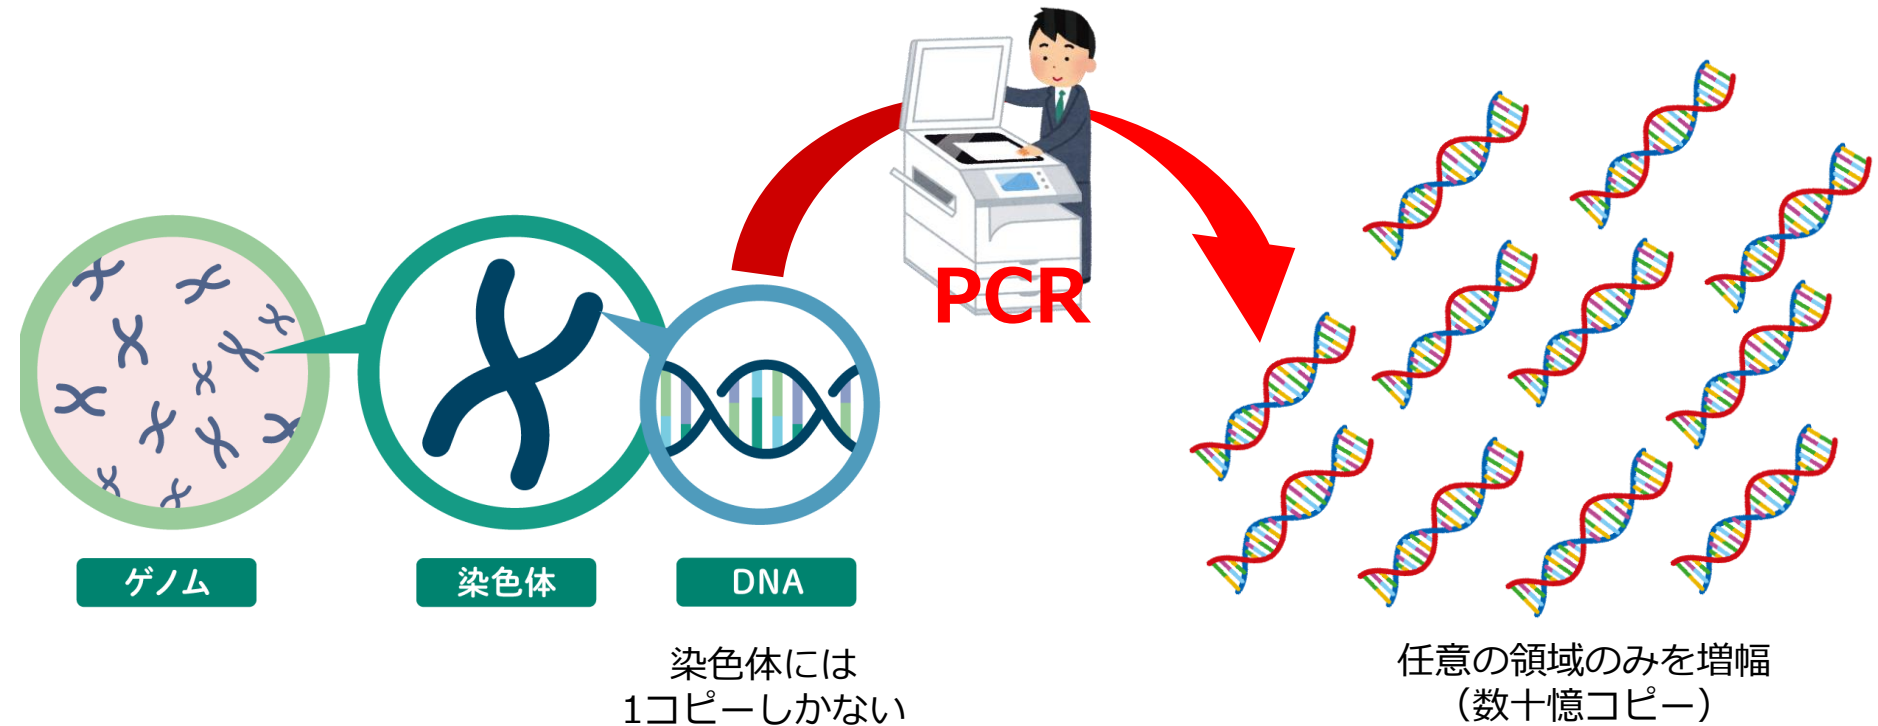 PCR
ゲノム
染色体
DNA
染色体には
1コピーしかない
任意の領域のみを増幅
（数十憶コピー）